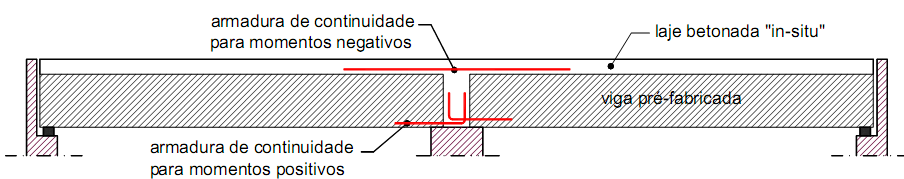 armadura de continuidade
para momentos negativos
laje betonada "in-situ"
viga pré-fabricada
armadura de continuidade
para momentos positivos